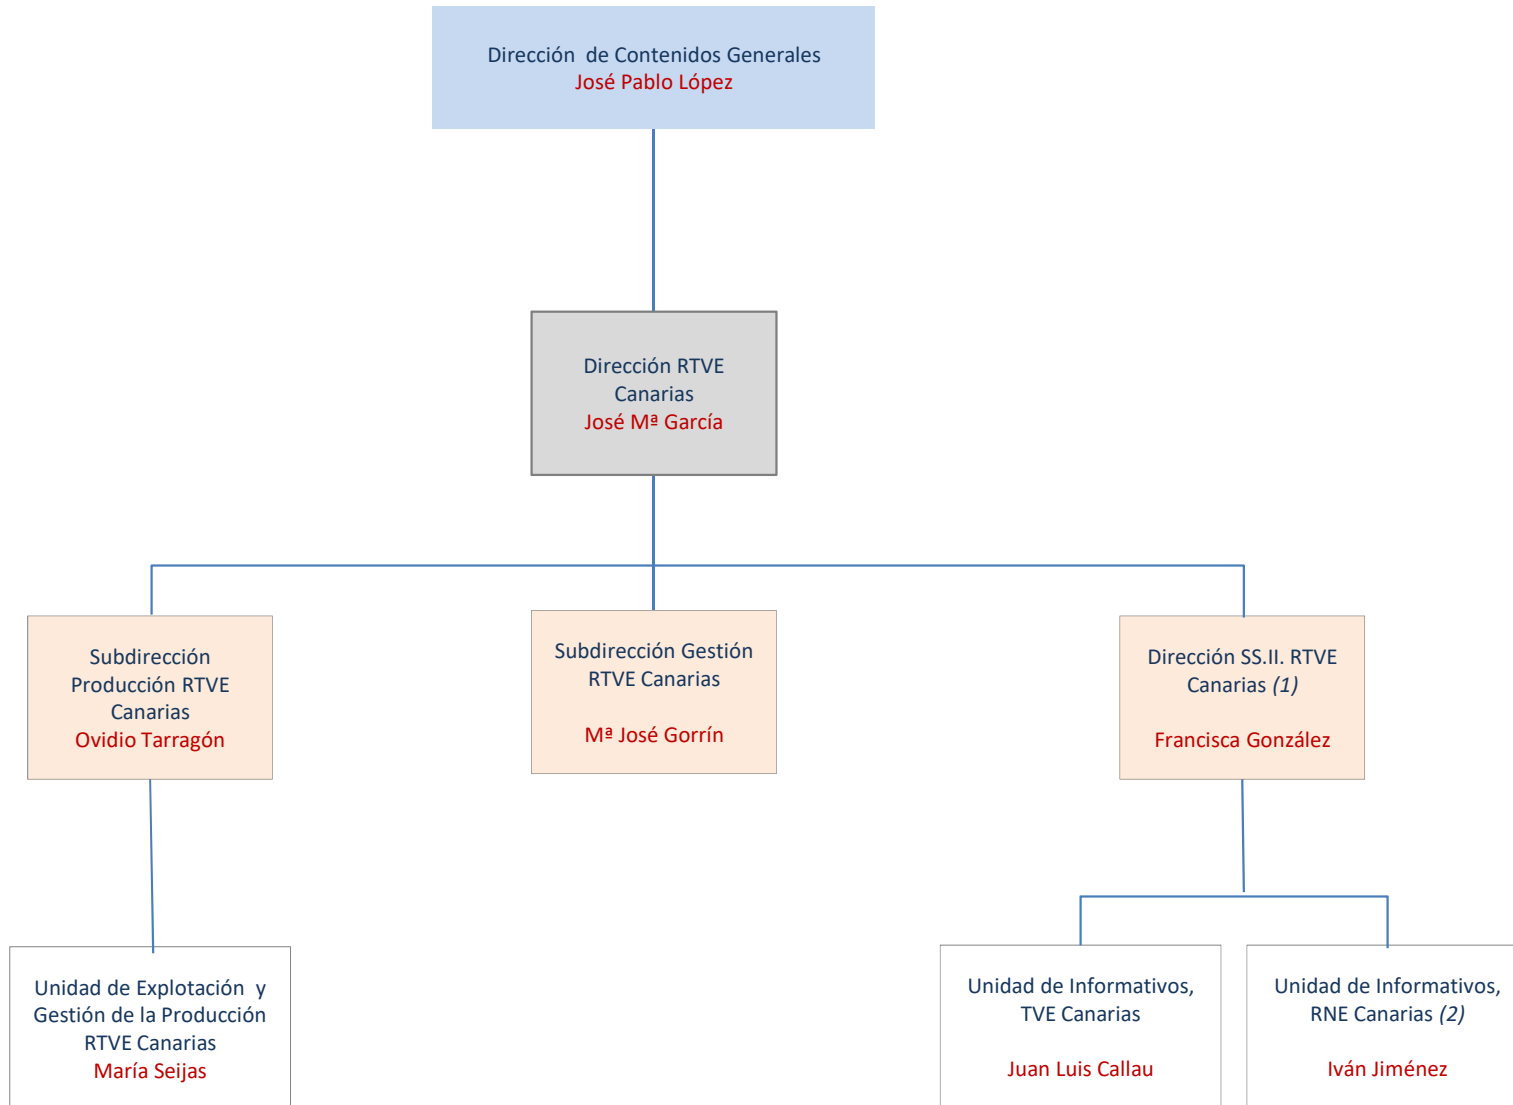 Dirección  de Contenidos Generales
José Pablo López
Dirección RTVE
Canarias
José Mª García
Subdirección
Producción RTVE
Canarias
Ovidio Tarragón
Subdirección Gestión
RTVE Canarias
Mª José Gorrín
Dirección SS.II. RTVE
Canarias (1)
Francisca González
Unidad de Explotación  y
Gestión de la Producción
RTVE Canarias
María Seijas
Unidad de Informativos,
TVE Canarias
Juan Luis Callau
Unidad de Informativos,
RNE Canarias (2)
Iván Jiménez